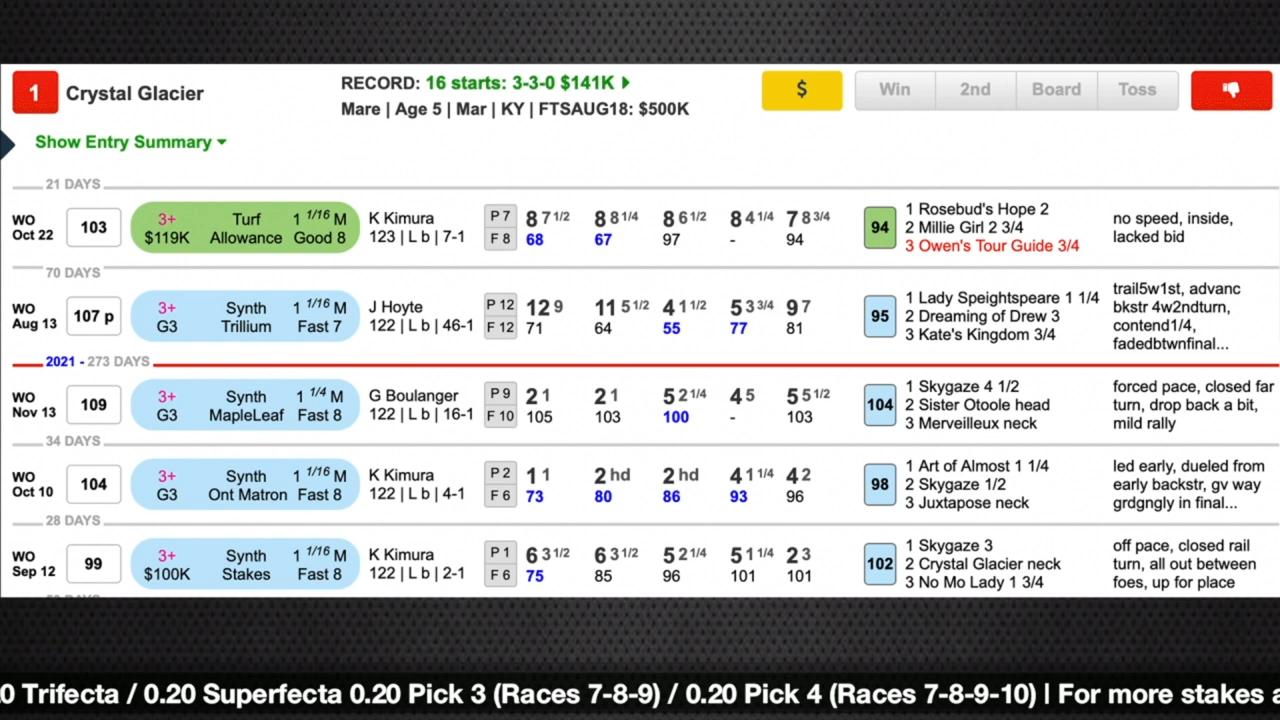 1 Crystal Glacier
RECORD: 16 starts: 3-3-0 $141K
Mare | Age 5 | Mar | KY | FTSAUG18: $500K
$ Win 2nd Board Toss
Show Entry Summary
21 DAYS
WO Oct 22
103
3+ Turf 1 1/16 M
$119K Allowance Good 8
K Kimura
123 | L b | 7-1
P 7 8 7 1/2 8 8 1/4 8 6 1/2 8 4 1/4 7 8 3/4
F 8 68 67 97 - 94
94
1 Rosebud's Hope 2
2 Millie Girl 2 3/4
3 Owen's Tour Guide 3/4
no speed, inside,
lacked bid
70 DAYS
WO Aug 13
107 p
3+ Synth 1 1/16 M
G3 Trillium Fast 7
J Hoyte
122 | L b | 46-1
P 12 12 9 11 5 1/2 4 1 1/2 5 3 3/4 9 7
F 12 71 64 55 77 81
95
1 Lady Speightspeare 1 1/4
2 Dreaming of Drew 3
3 Kate's Kingdom 3/4
trail5w1st, advanc
bkstr 4w2ndturn,
contend1/4,
fadedbtwnfinal...
2021 - 273 DAYS
WO Nov 13
109
3+ Synth 1 1/4 M
G3 MapleLeaf Fast 8
G Boulanger
122 | L b | 16-1
P 9 2 1 2 1 5 2 1/4 4 5 5 5 1/2
F 10 105 103 100 - 103
104
1 Skygaze 4 1/2
2 Sister Otoole head
3 Merveilleux neck
forced pace, closed far
turn, drop back a bit,
mild rally
34 DAYS
WO Oct 10
104
3+ Synth 1 1/16 M
G3 Ont Matron Fast 8
K Kimura
122 | L b | 4-1
P 2 1 1 2 hd 2 hd 4 1 1/4 4 2
F 6 73 80 86 93 96
98
1 Art of Almost 1 1/4
2 Skygaze 1/2
3 Juxtapose neck
led early, dueled from
early backstr, gv way
grdgngly in final...
28 DAYS
WO Sep 12
99
3+ Synth 1 1/16 M
$100K Stakes Fast 8
K Kimura
122 | L b | 2-1
P 1 6 3 1/2 6 3 1/2 5 2 1/4 5 1 1/4 2 3
F 6 75 85 96 101 101
102
1 Skygaze 3
2 Crystal Glacier neck
3 No Mo Lady 1 3/4
off pace, closed rail
turn, all out between
foes, up for place
0 Trifecta / 0.20 Superfecta 0.20 Pick 3 (Races 7-8-9) / 0.20 Pick 4 (Races 7-8-9-10) | For more stakes a